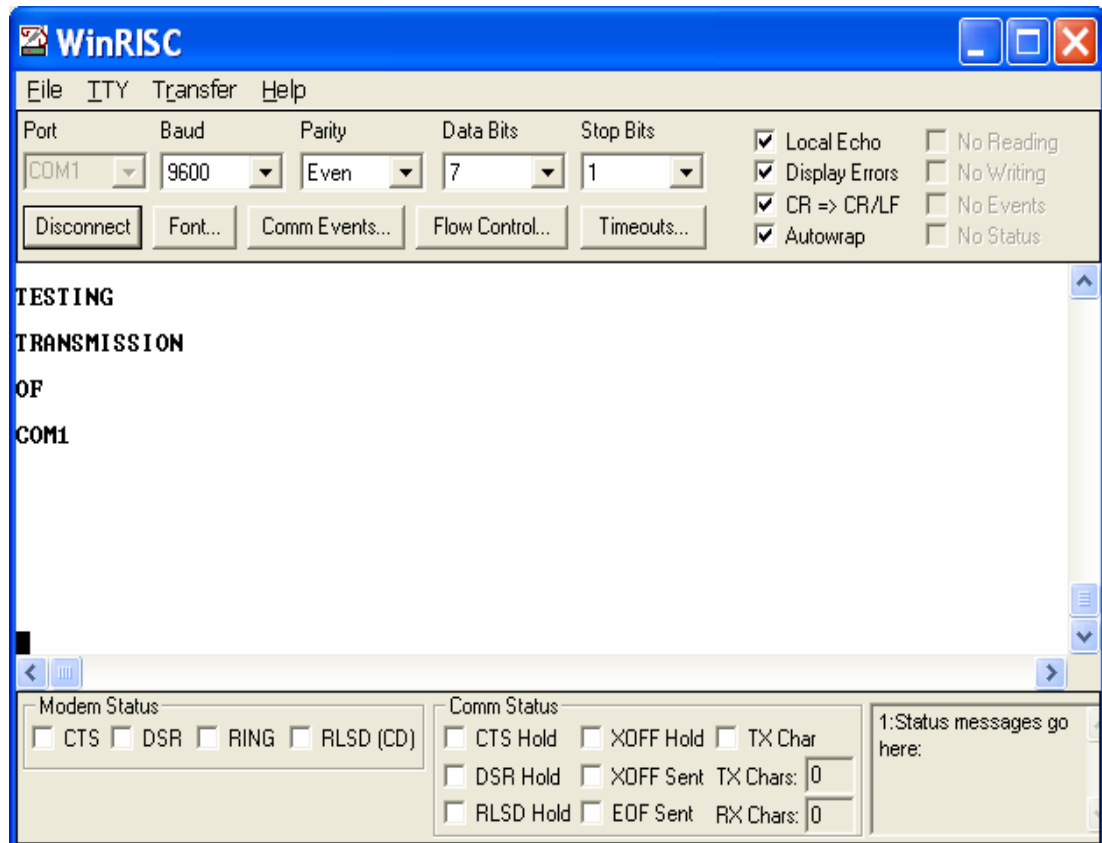 WinRISC
File TTY Transfer Help
Port Baud Parity Data Bits Stop Bits
COM1 9600 Even 7 1
Disconnect Font... Comm Events... Flow Control... Timeouts...
Local Echo No Reading
Display Errors No Writing
CR => CR/LF No Events
Autowrap No Status
TESTING
TRANSMISSION
OF
COM1
Modem Status
CTS DSR RING RLSD (CD)
Comm Status
CTS Hold XOFF Hold TX Char
DSR Hold XOFF Sent TX Chars: 0
RLSD Hold EOF Sent RX Chars: 0
1:Status messages go
here: